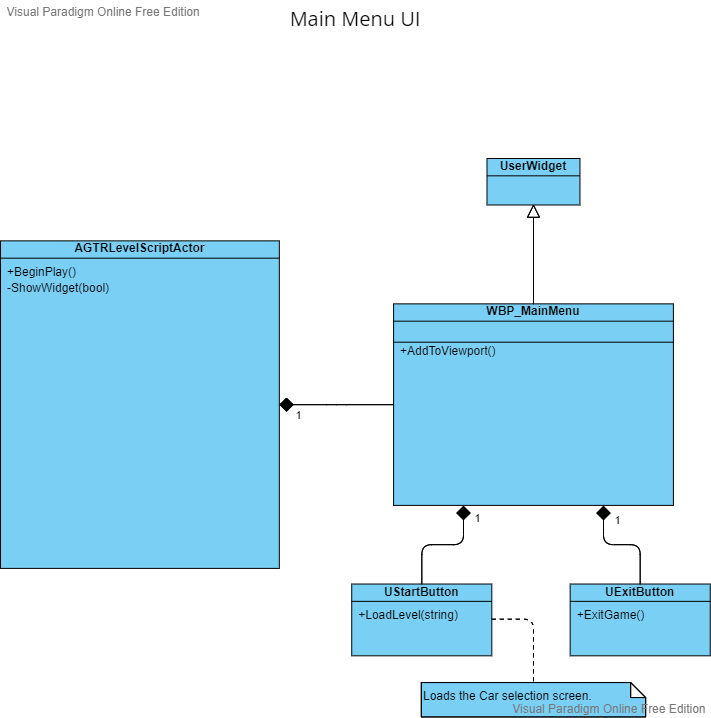 Visual Paradigm Online Free Edition
Main Menu UI
UserWidget
AGTRLevelScriptActor
+BeginPlay()
-ShowWidget(bool)
WBP_MainMenu
+AddToViewport()
1
1
1
UStartButton
+LoadLevel(string)
UExitButton
+ExitGame()
Loads the Car selection screen.
Visual Paradigm Online Free Edition